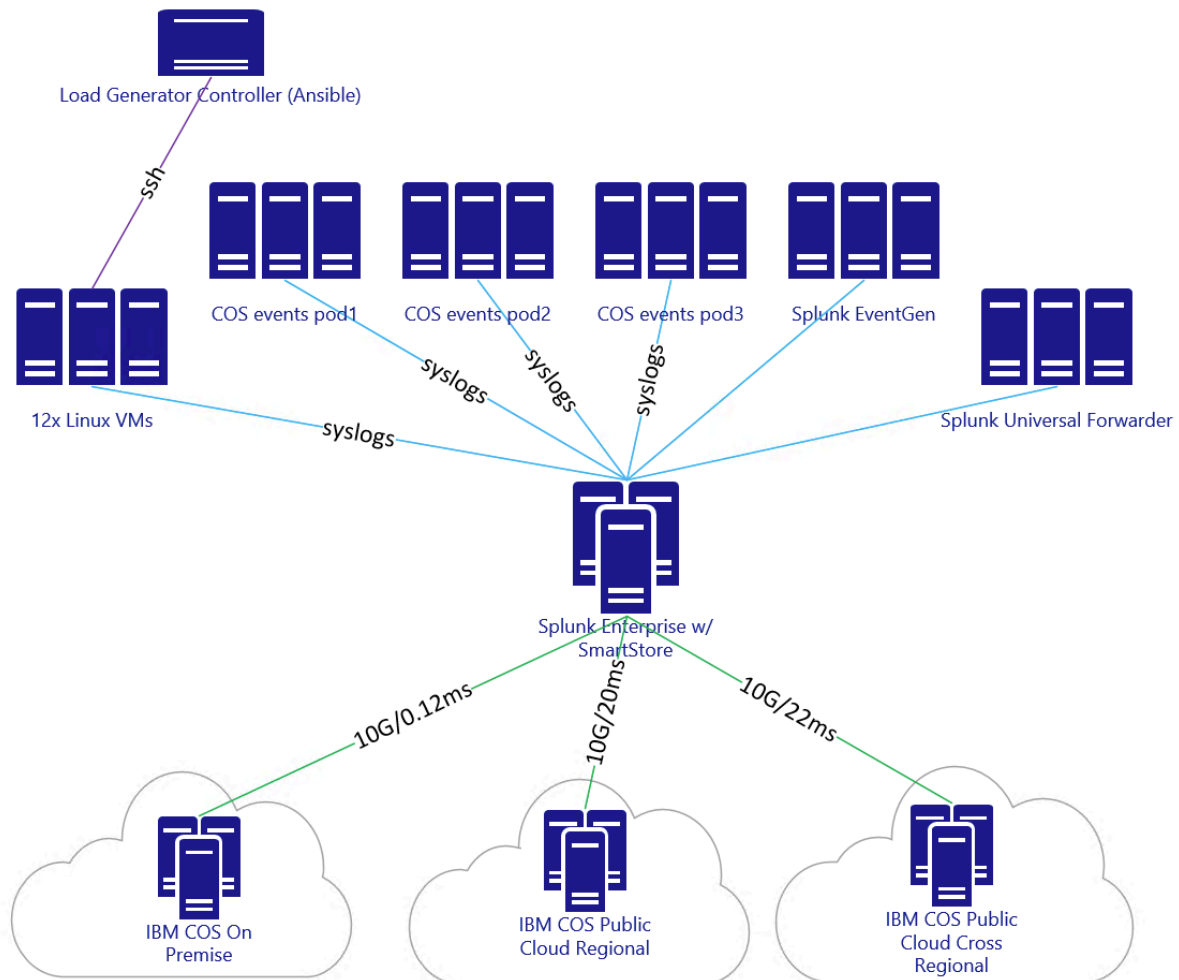 Load Generator Controller (Ansible)
ssh
COS events pod1
COS events pod2
COS events pod3
Splunk EventGen
12x Linux VMs
Splunk Universal Forwarder
syslogs
syslogs
syslogs
syslogs
Splunk Enterprise w/
SmartStore
10G/0.12ms
10G/20ms
10G/22ms
IBM COS On
Premise
IBM COS Public
Cloud Regional
IBM COS Public
Cloud Cross
Regional